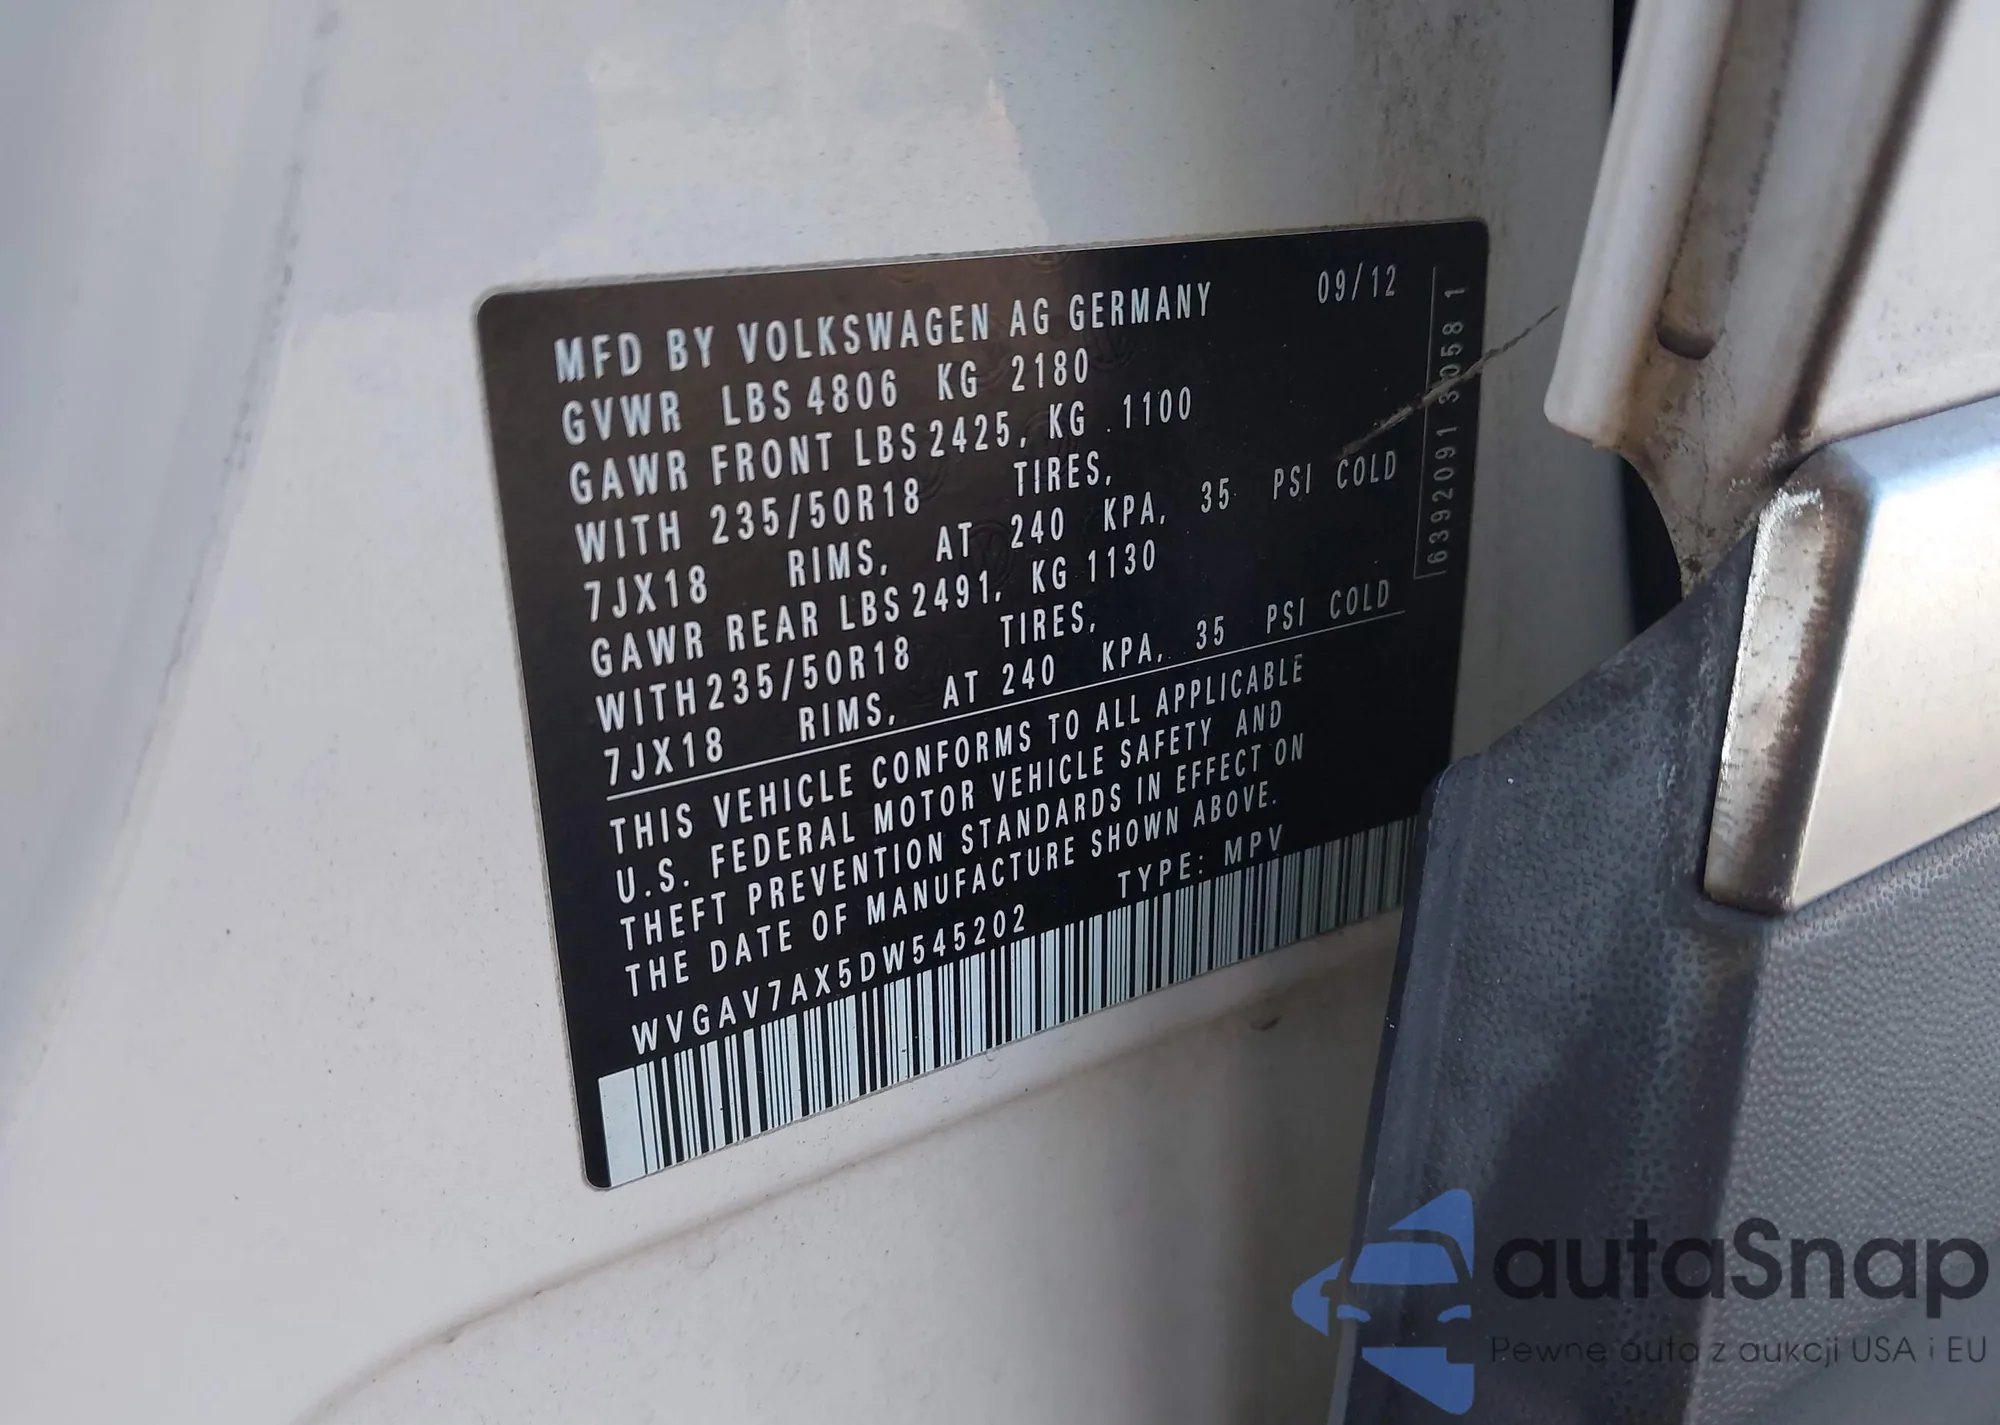 MFD BY VOLKSWAGEN AG GERMANY 09/12
GVWR LBS 4806 KG 2180
GAWR FRONT LBS 2425, KG .1100
WITH 235/50R18 TIRES,
7JX18 RIMS, AT 240 KPA, 35 PSI COLD
GAWR REAR LBS 2491, KG 1130
WITH 235/50R18 TIRES,
7JX18 RIMS, AT 240 KPA, 35 PSI COLD
THIS VEHICLE CONFORMS TO ALL APPLICABLE
U.S. FEDERAL MOTOR VEHICLE SAFETY AND
THEFT PREVENTION STANDARDS IN EFFECT ON
THE DATE OF MANUFACTURE SHOWN ABOVE.
WVGAV7AX5DW545202 TYPE: MPV
6392091 3058 1
autaSnap
Pewne auta z aukcji USA i EU